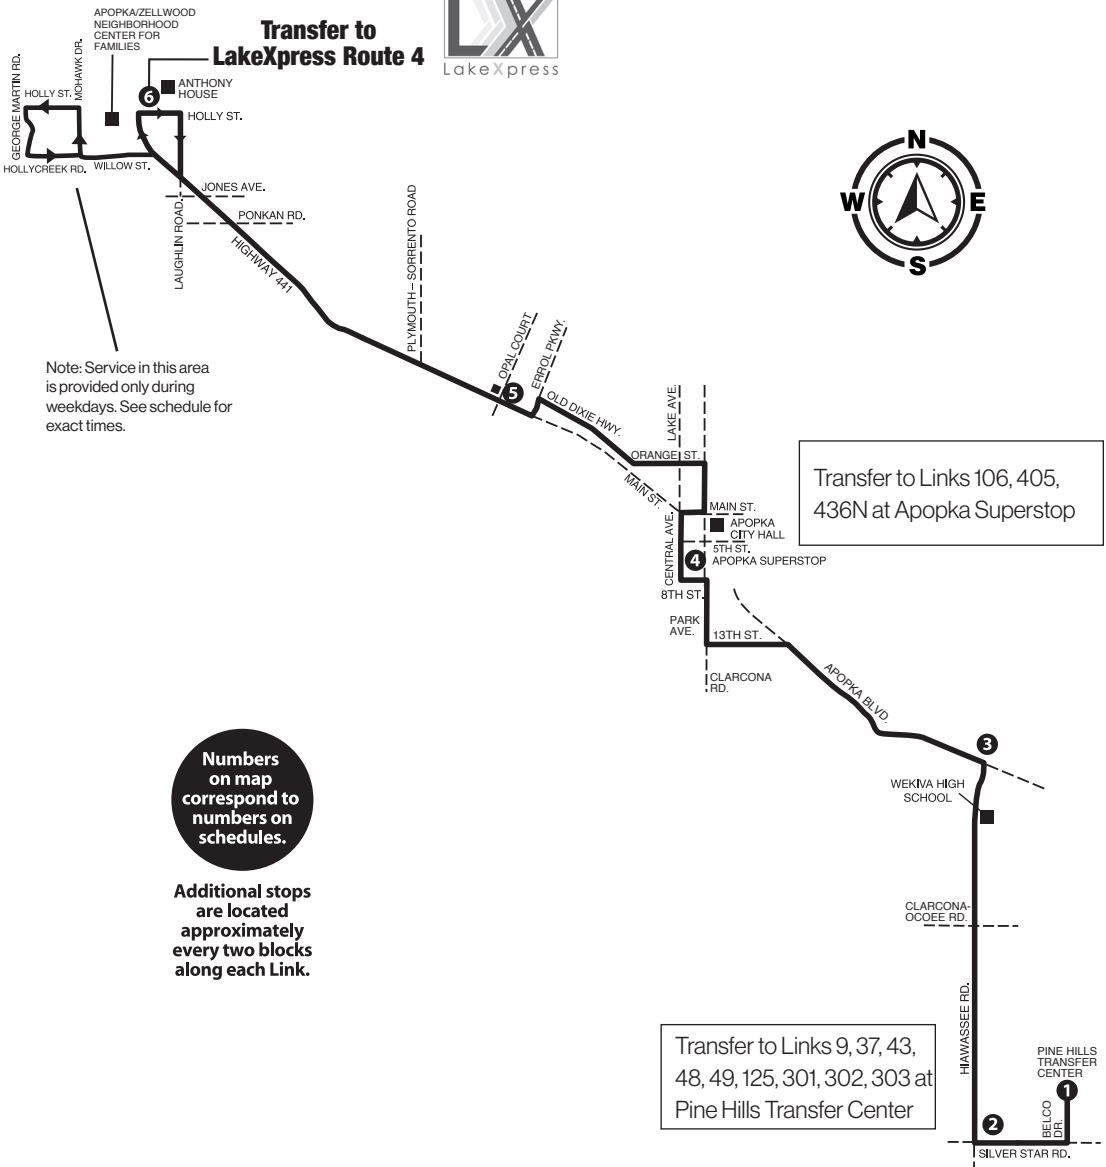 APOPKA/ZELLWOOD
NEIGHBORHOOD
CENTER FOR
FAMILIES
Transfer to
LakeXpress Route 4
LX
LakeXpress
GEORGE MARTIN RD.
HOLLY ST.
MOHAWK DR.
6
ANTHONY
HOUSE
HOLLY ST.
HOLLYCREEK RD.
WILLOW ST.
JONES AVE.
PONKAN RD.
LAUGHLIN ROAD.
HIGHWAY 441
PLYMOUTH – SORRENTO ROAD
N
W
E
S
Note: Service in this area
is provided only during
weekdays. See schedule for
exact times.
OPAL COURT
5
ERROL PKWY.
OLD DIXIE HWY.
LAKE AVE.
ORANGE ST.
MAIN ST.
MAIN ST.
APOPKA
CITY HALL
CENTRAL AVE.
5TH ST.
4
APOPKA SUPERSTOP
8TH ST.
PARK
AVE.
13TH ST.
CLARCONA
RD.
Transfer to Links 106, 405,
436N at Apopka Superstop
APOPKA BLVD.
3
WEKIVA HIGH
SCHOOL
Numbers
on map
correspond to
numbers on
schedules.
Additional stops
are located
approximately
every two blocks
along each Link.
CLARCONA-
OCOEE RD.
HIAWASSEE RD.
Transfer to Links 9, 37, 43,
48, 49, 125, 301, 302, 303 at
Pine Hills Transfer Center
PINE HILLS
TRANSFER
CENTER
1
BELCO
DR.
2
SILVER STAR RD.